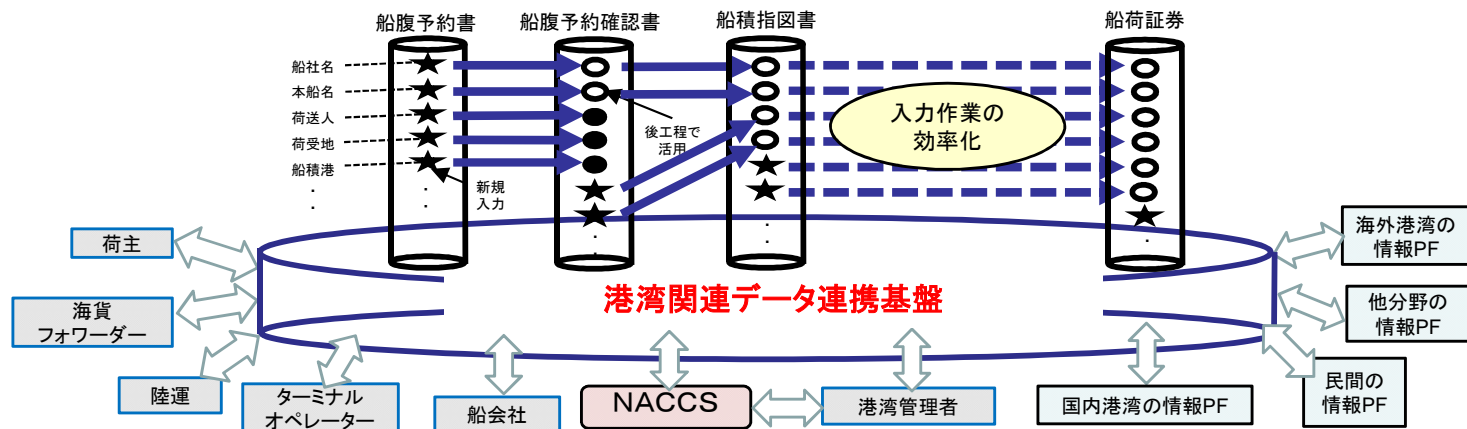 船腹予約書
船腹予約確認書
船積指図書
船荷証券
船社名
本船名
荷送人
荷受地
船積港
新規
入力
後工程で
活用
入力作業の
効率化
港湾関連データ連携基盤
荷主
海貨
フォワーダー
陸運
ターミナル
オペレーター
船会社
NACCS
港湾管理者
国内港湾の情報PF
民間の
情報PF
他分野の
情報PF
海外港湾の
情報PF